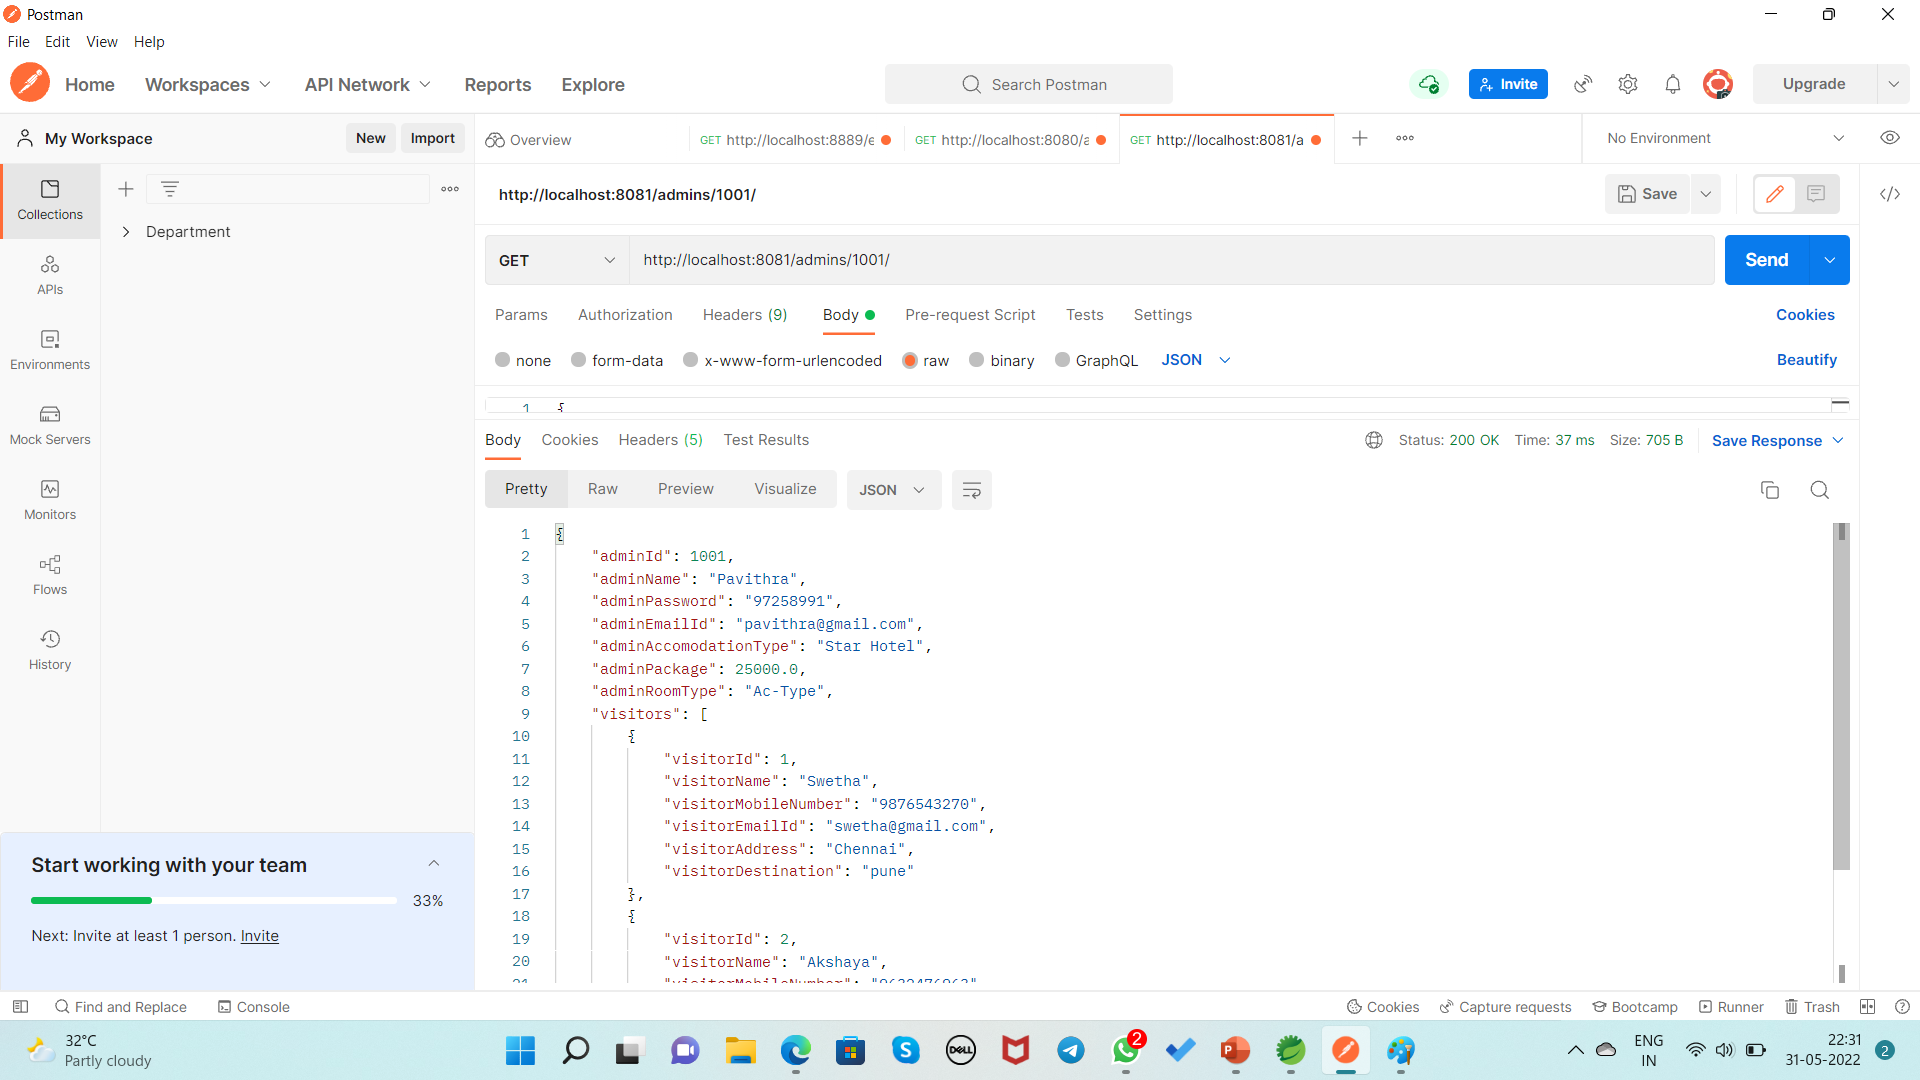 Postman
File Edit View Help
Home Workspaces API Network Reports Explore Search Postman Invite Upgrade
My Workspace New Import Overview GET http://localhost:8889/e GET http://localhost:8080/a GET http://localhost:8081/a No Environment
Collections
APIs
Environments
Mock Servers
Monitors
Flows
History
Department
http://localhost:8081/admins/1001/ Save
GET http://localhost:8081/admins/1001/ Send
Params Authorization Headers (9) Body Pre-request Script Tests Settings Cookies
none form-data x-www-form-urlencoded raw binary GraphQL JSON Beautify
1 {
Body Cookies Headers (5) Test Results Status: 200 OK Time: 37 ms Size: 705 B Save Response
Pretty Raw Preview Visualize JSON
1 {
2 "adminId": 1001,
3 "adminName": "Pavithra",
4 "adminPassword": "97258991",
5 "adminEmailId": "pavithra@gmail.com",
6 "adminAccomodationType": "Star Hotel",
7 "adminPackage": 25000.0,
8 "adminRoomType": "Ac-Type",
9 "visitors": [
10 {
11 "visitorId": 1,
12 "visitorName": "Swetha",
13 "visitorMobileNumber": "9876543270",
14 "visitorEmailId": "swetha@gmail.com",
15 "visitorAddress": "Chennai",
16 "visitorDestination": "pune"
17 },
18 {
19 "visitorId": 2,
20 "visitorName": "Akshaya",
21 "visitorMobileNumber":
Start working with your team
33%
Next: Invite at least 1 person. Invite
Find and Replace Console Cookies Capture requests Bootcamp Runner Trash
32°C
Partly cloudy
DELL
2
ENG
IN
22:31
31-05-2022
2